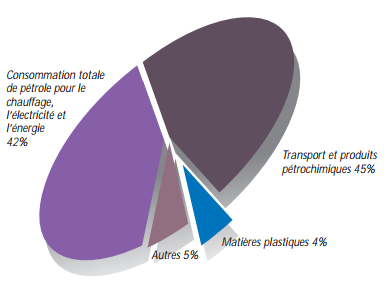 Consommation totale
de pétrole pour le
chauffage,
l'électricité et
l'énergie
42%
Transport et produits
pétrochimiques 45%
Matières plastiques 4%
Autres 5%